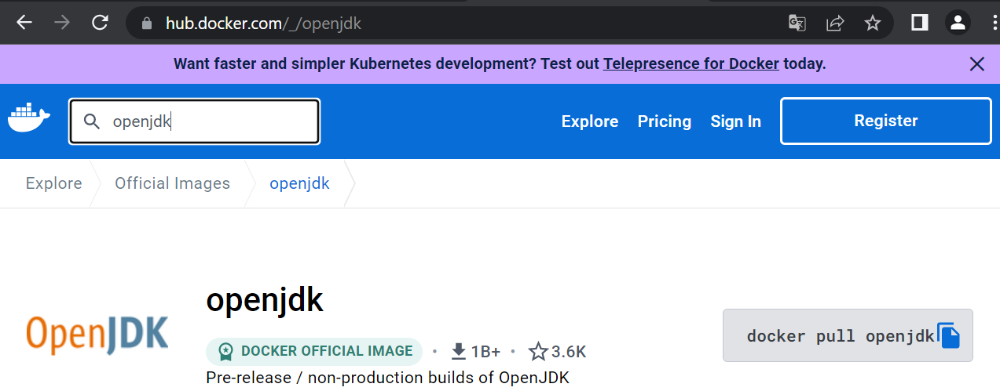 hub.docker.com/_/openjdk
Want faster and simpler Kubernetes development? Test out Telepresence for Docker today.
openjdk
Explore Pricing Sign In Register
Explore Official Images openjdk
openjdk
OpenJDK
docker pull openjdk
DOCKER OFFICIAL IMAGE · 1B+ · 3.6K
Pre-release / non-production builds of OpenJDK